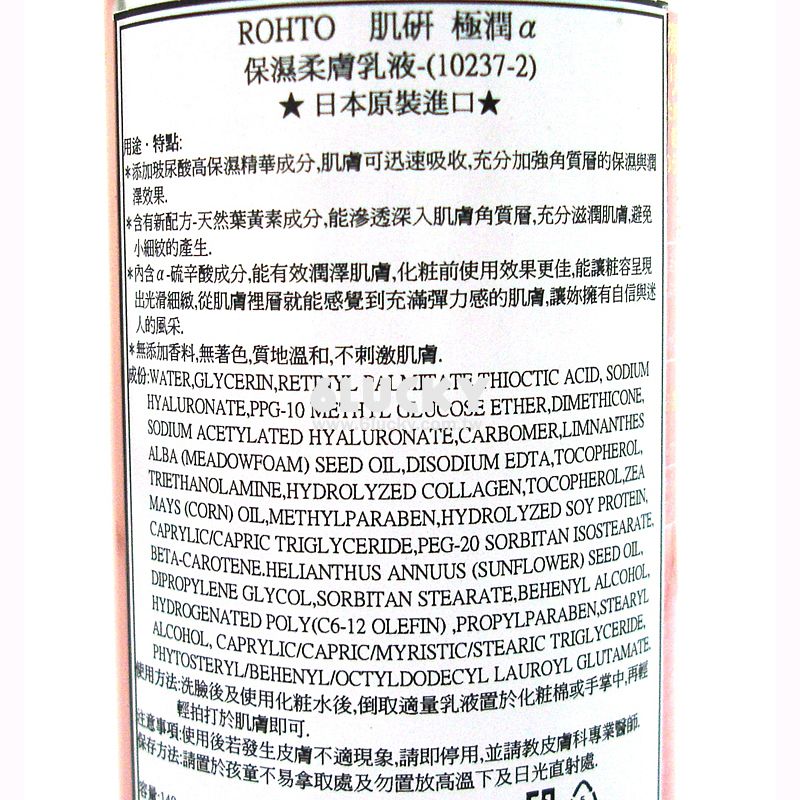 ROHTO 肌研 極潤α
保濕柔膚乳液-(10237-2)
★ 日本原裝進口★
用途·特點:
*添加玻尿酸高保濕精華成分,肌膚可迅速吸收,充分加強角質層的保濕與潤
澤效果.
*含有新配方-天然葉黃素成分,能滲透深入肌膚角質層,充分滋潤肌膚,避免
小細紋的產生.
*內含α-硫辛酸成分,能有效潤澤肌膚,化粧前使用效果更佳,能讓粧容呈現
出光滑細緻,從肌膚裡層就能感覺到充滿彈力感的肌膚,讓妳擁有自信與迷
人的風采.
*無添加香料,無著色,質地溫和,不刺激肌膚.
成份:WATER,GLYCERIN,RETINYL PALMITATE,THIOCTIC ACID, SODIUM
HYALURONATE,PPG-10 METHYL GLUCOSE ETHER,DIMETHICONE,
SODIUM ACETYLATED HYALURONATE,CARBOMER,LIMNANTHES
ALBA (MEADOWFOAM) SEED OIL,DISODIUM EDTA,TOCOPHEROL,
TRIETHANOLAMINE,HYDROLYZED COLLAGEN,TOCOPHEROL,ZEA
MAYS (CORN) OIL,METHYLPARABEN,HYDROLYZED SOY PROTEIN,
CAPRYLIC/CAPRIC TRIGLYCERIDE,PEG-20 SORBITAN ISOSTEARATE,
BETA-CAROTENE.HELIANTHUS ANNUUS (SUNFLOWER) SEED OIL,
DIPROPYLENE GLYCOL,SORBITAN STEARATE,BEHENYL ALCOHOL,
HYDROGENATED POLY(C6-12 OLEFIN) ,PROPYLPARABEN,STEARYL
ALCOHOL, CAPRYLIC/CAPRIC/MYRISTIC/STEARIC TRIGLYCERIDE,
PHYTOSTERYL/BEHENYL/OCTYLDODECYL LAUROYL GLUTAMATE.
使用方法:洗臉後及使用化粧水後,倒取適量乳液置於化粧棉或手掌中,再輕
輕拍打於肌膚即可.
注意事項:使用後若發生皮膚不適現象,請即停用,並請教皮膚科專業醫師.
保存方法:請置於孩童不易拿取處及勿置放高溫下及日光直射處.
容量:140
6LUCKY
www.6lucky.com.tw